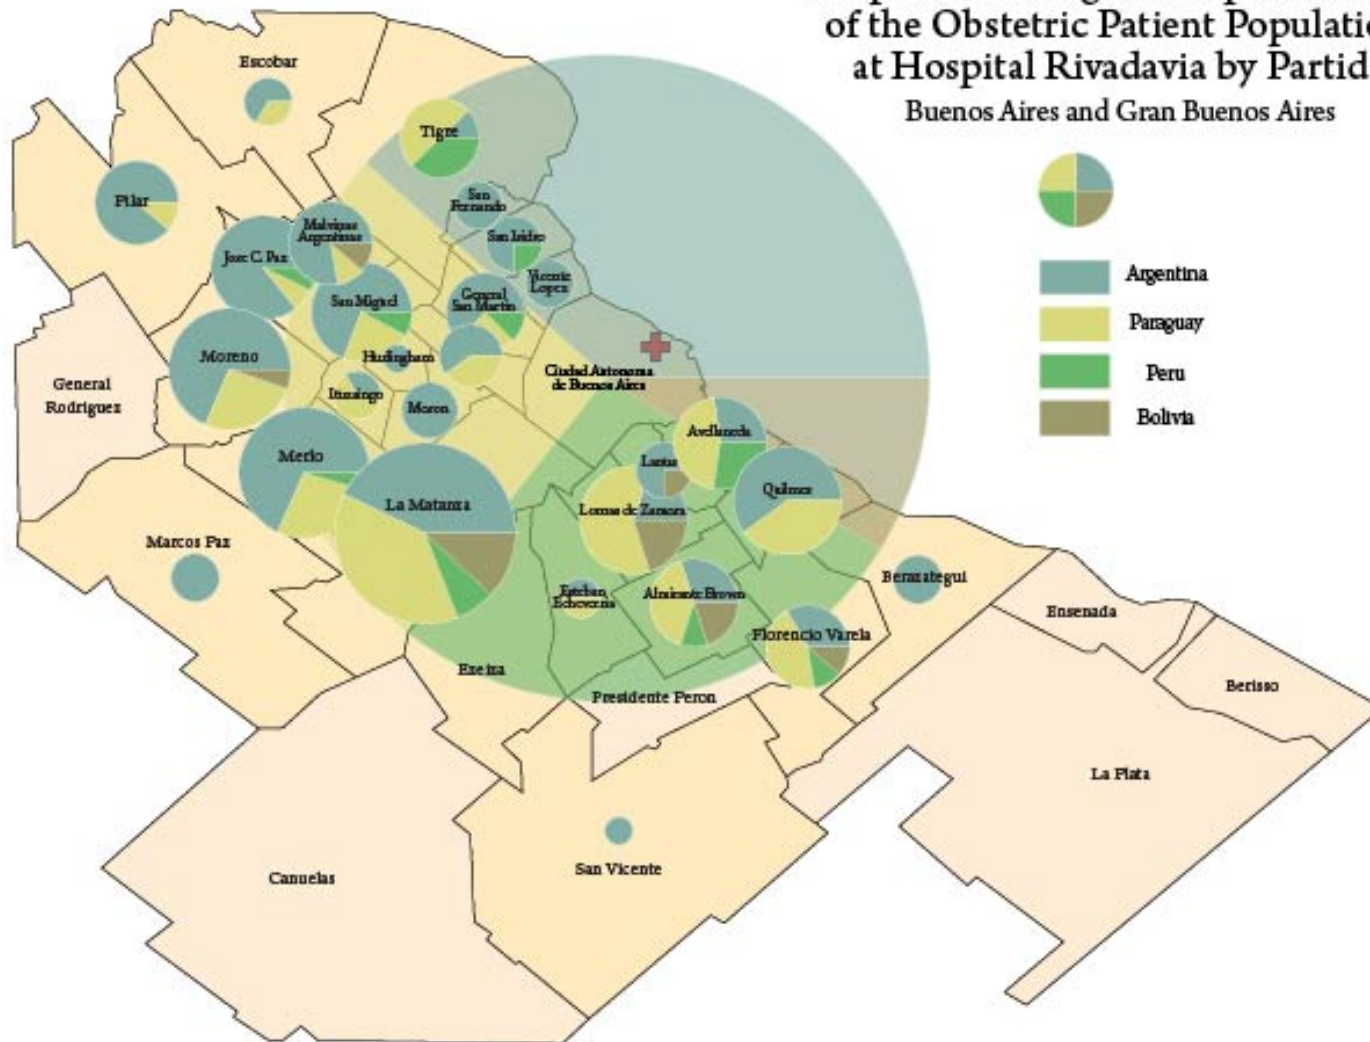 of the Obstetric Patient Populatio
at Hospital Rivadavia by Partid
Buenos Aires and Gran Buenos Aires
Argentina
Paraguay
Peru
Bolivia
Escobar
Tigre
Pilar
San
Fernando
Malvinas
Argentinas
San Isidro
Jose C. Paz
Vicente
Lopez
San Miguel
General
San Martin
Moreno
Hurlingham
Ciudad Autonoma
de Buenos Aires
General
Rodriguez
Ituzaingo
Moron
Avellaneda
Merlo
Lanus
Quilmes
La Matanza
Lomas de Zamora
Marcos Paz
Berazategui
Esteban
Echeverria
Almirante Brown
Ensenada
Florencio Varela
Ezeiza
Berisso
Presidente Peron
La Plata
San Vicente
Canuelas